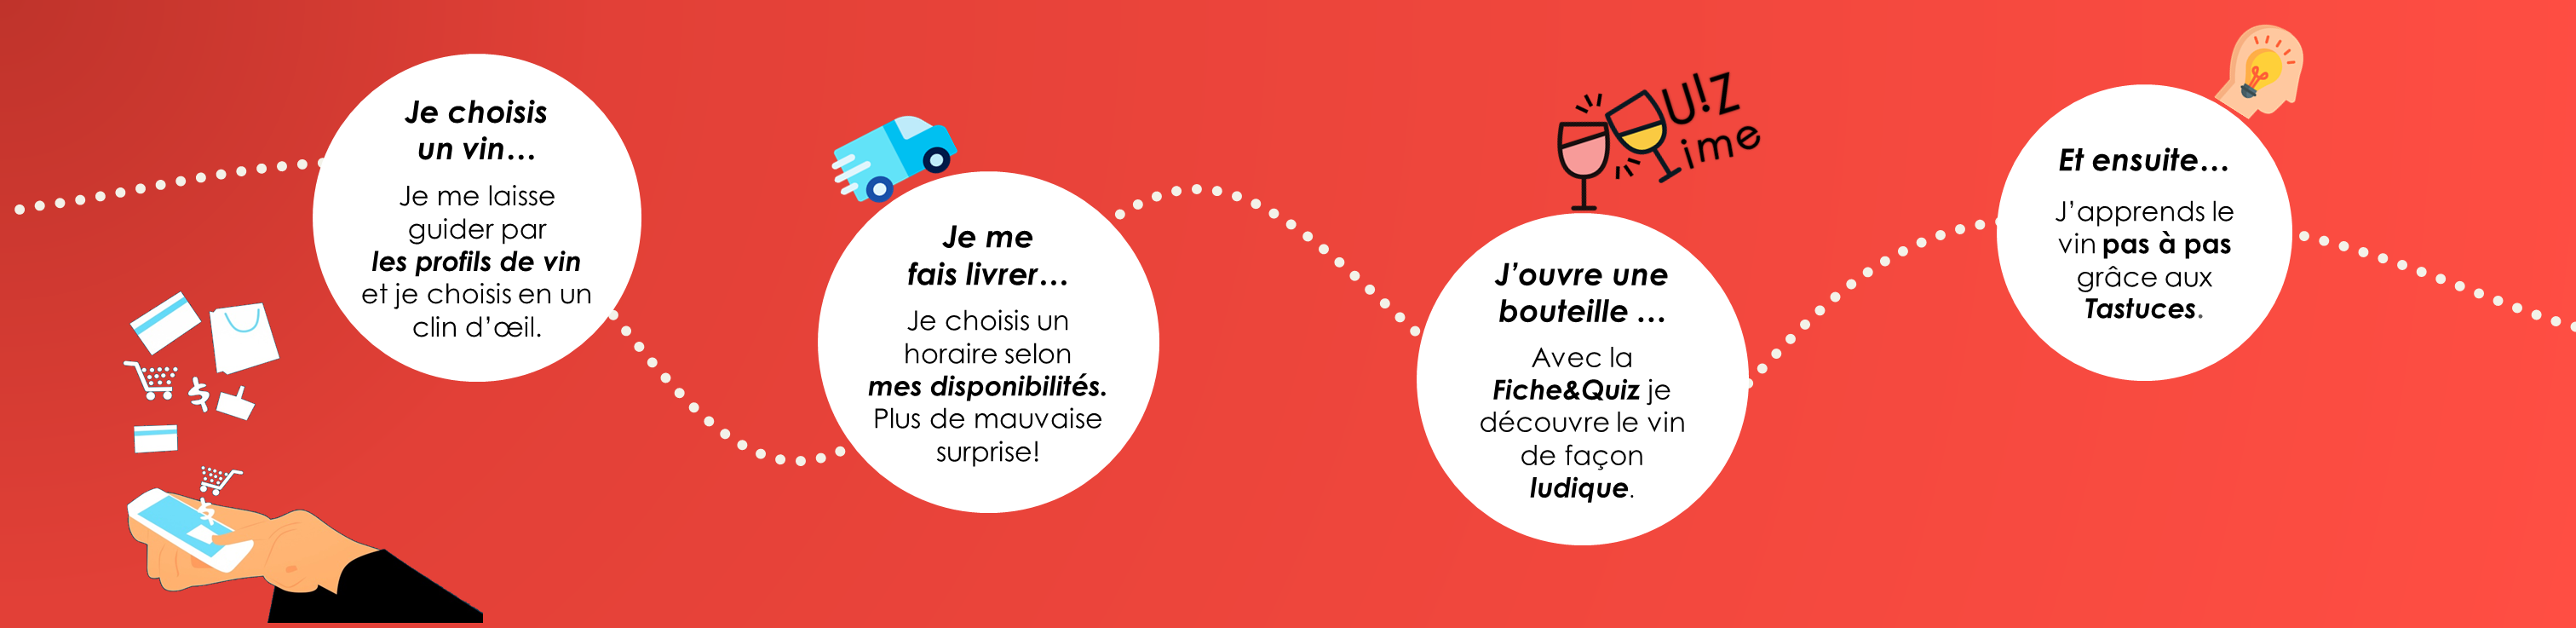 Je choisis
un vin…
Je me laisse
guider par
les profils de vin
et je choisis en un
clin d’œil.
Je me
fais livrer…
Je choisis un
horaire selon
mes disponibilités.
Plus de mauvaise
surprise!
QU!Z
Time
J’ouvre une
bouteille …
Avec la
Fiche&Quiz je
découvre le vin
de façon
ludique.
Et ensuite…
J’apprends le
vin pas à pas
grâce aux
Tastuces.